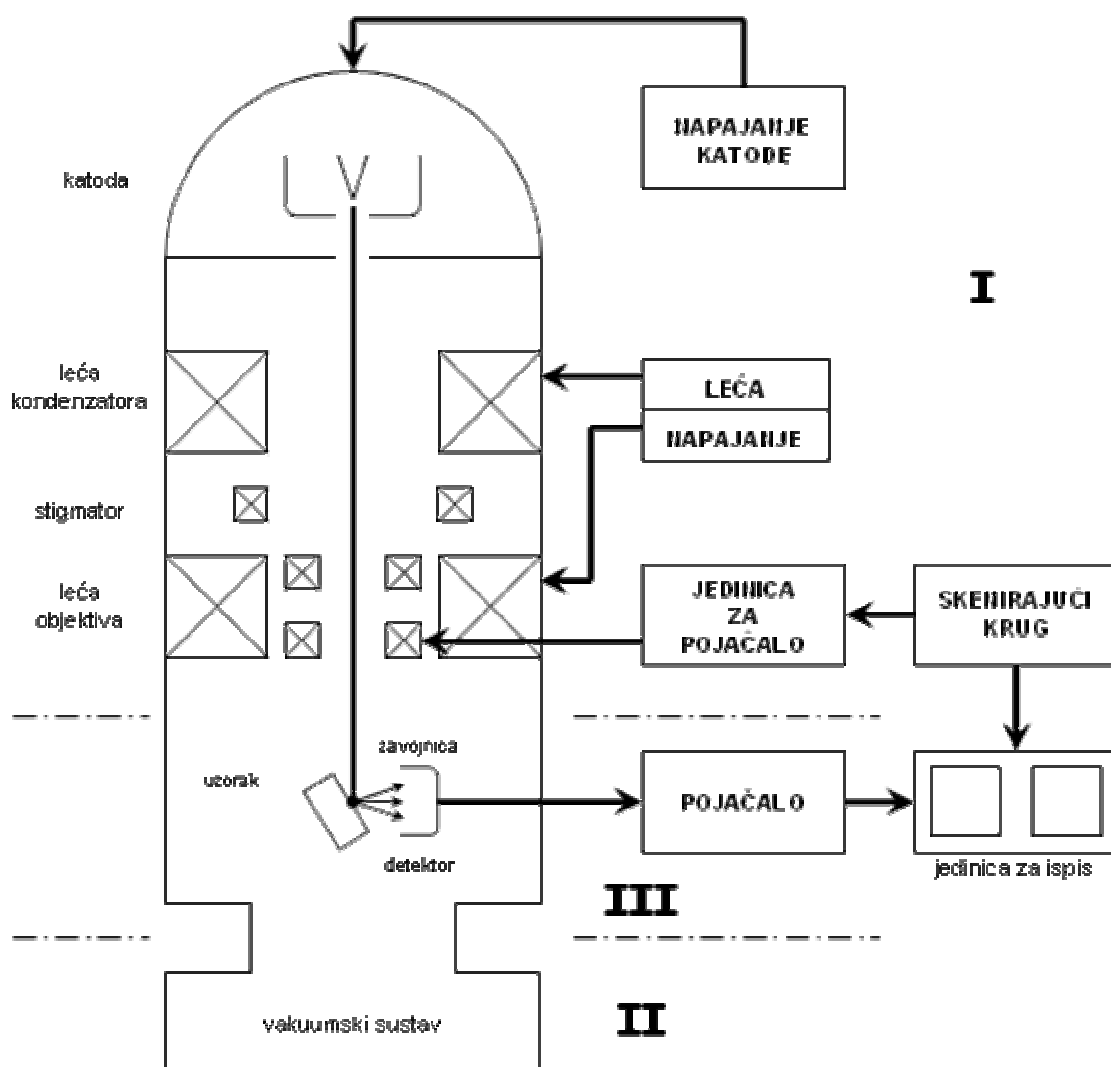 NAPAJANJE
KATODE
katoda
I
leća
kondenzatora
LEĆA
NAPAJANJE
stigmator
leća
objektiva
JEDINICA
ZA
POJAČALO
SKENIRAJUĆI
KRUG
zavojnica
uzorak
POJAČALO
detektor
jedinica za ispis
III
vakuumski sustav
II